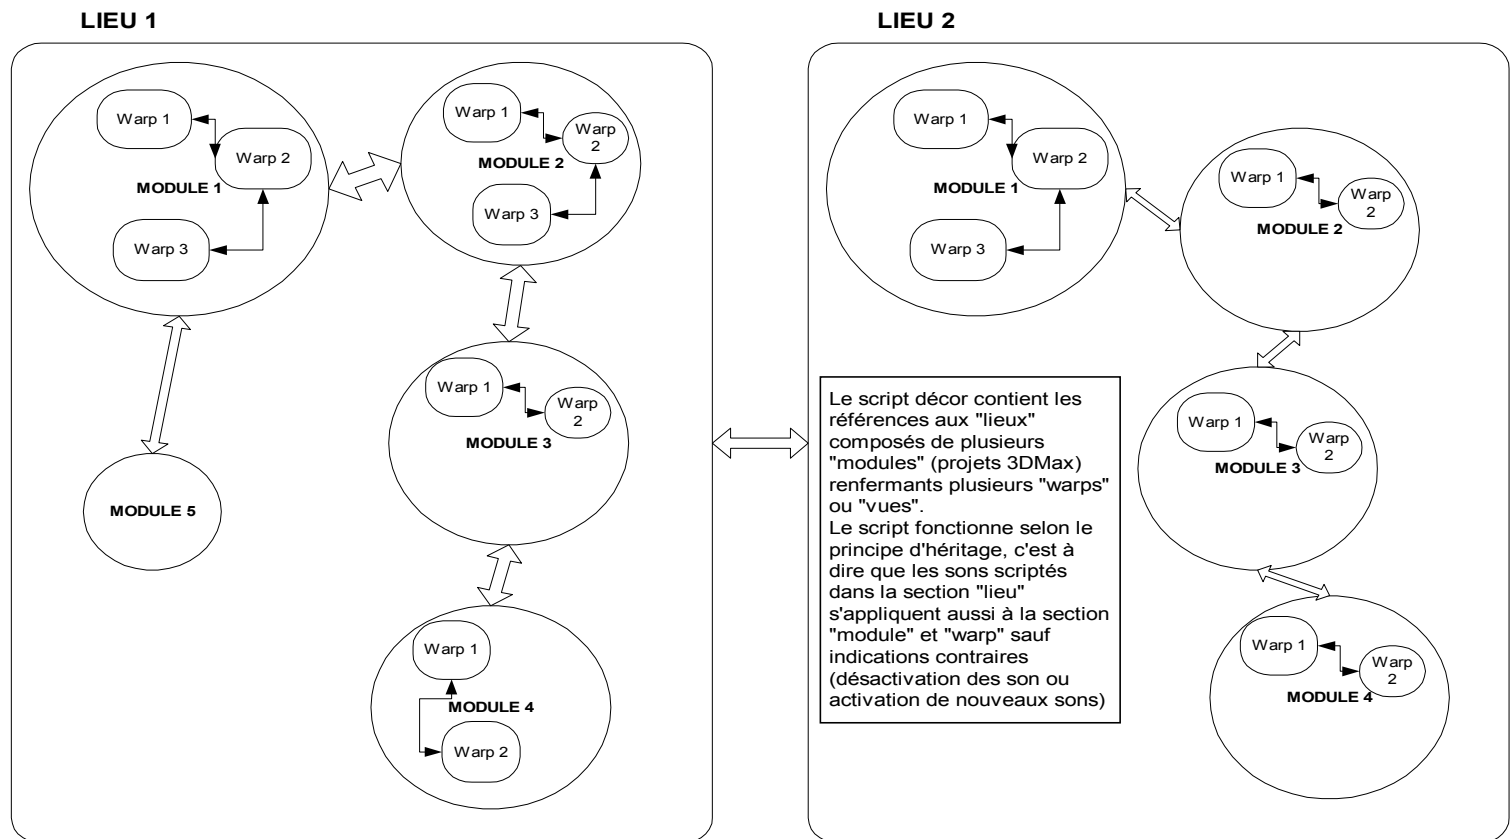 LIEU 1
Warp 1
Warp 2
MODULE 1
Warp 3
Warp 1
Warp
2
MODULE 2
Warp 3
Warp 1
Warp
2
MODULE 3
MODULE 5
Warp 1
MODULE 4
Warp 2
LIEU 2
Warp 1
Warp 2
MODULE 1
Warp 3
Warp 1
Warp
2
MODULE 2
Le script décor contient les
références aux "lieux"
composés de plusieurs
"modules" (projets 3DMax)
renfermants plusieurs "warps"
ou "vues".
Le script fonctionne selon le
principe d'héritage, c'est à
dire que les sons scriptés
dans la section "lieu"
s'appliquent aussi à la section
"module" et "warp" sauf
indications contraires
(désactivation des son ou
activation de nouveaux sons)
Warp 1
Warp
2
MODULE 3
Warp 1
Warp
2
MODULE 4